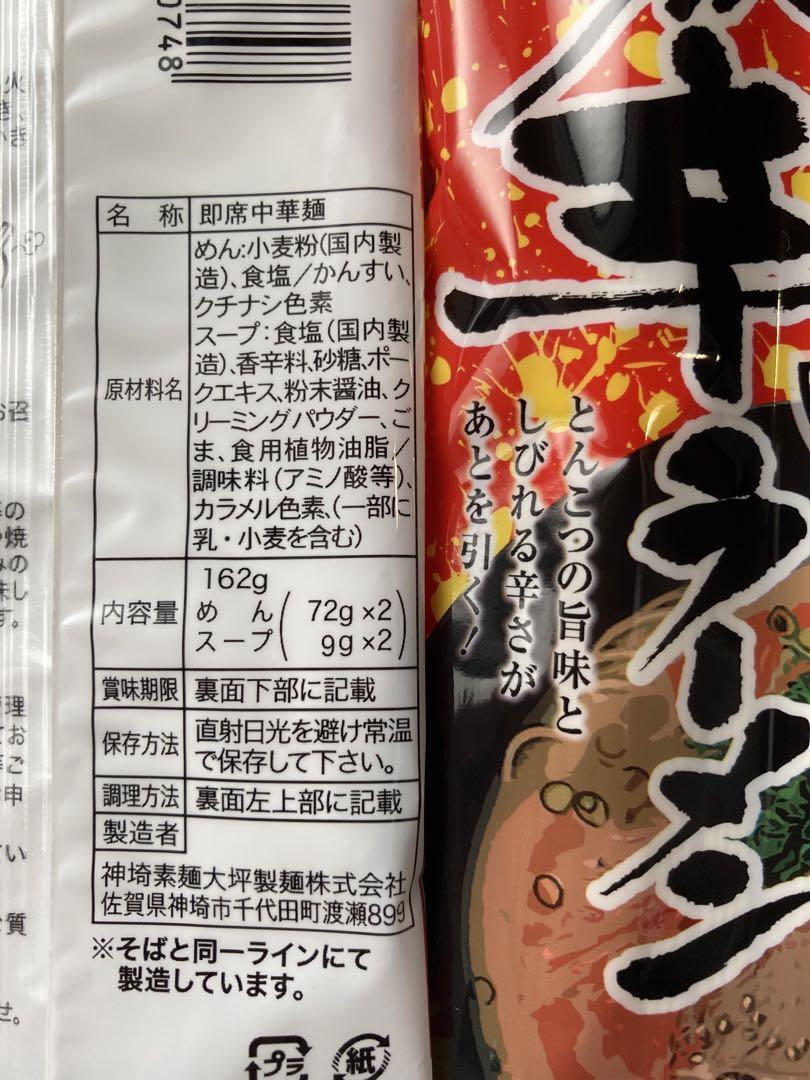 0748
名 称 即席中華麺
原材料名
めん:小麦粉(国内製
造)、食塩/かんすい、
クチナシ色素
スープ:食塩(国内製
造)、香辛料、砂糖、ポー
クエキス、粉末醤油、ク
リーミングパウダー、ご
ま、食用植物油脂/
調味料(アミノ酸等)、
カラメル色素、(一部に
乳・小麦を含む)
内容量
162g
めん( 72g×2)
スープ( 9g×2)
賞味期限 裏面下部に記載
保存方法
直射日光を避け常温
で保存して下さい。
調理方法 裏面左上部に記載
製造者
神埼素麺大坪製麺株式会社
佐賀県神埼市千代田町渡瀬899
※そばと同一ラインにて
製造しています。
プラ
紙
とんこつの旨味と
しびれる辛さが
あとを引く!
辛ラーメン